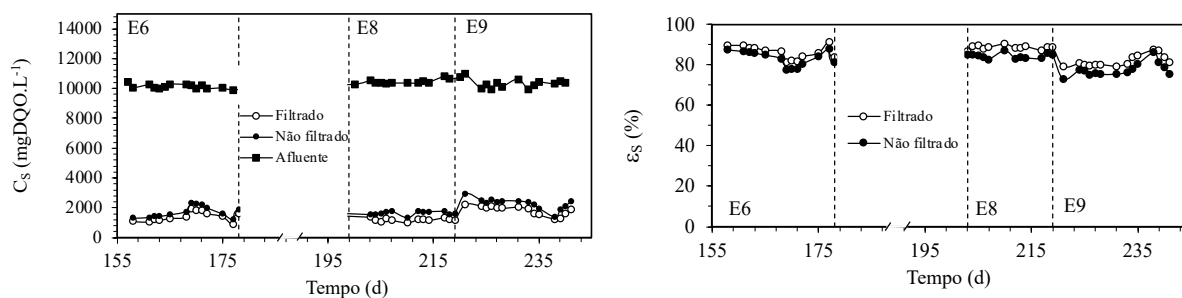 14000
12000
10000
8000
6000
4000
2000
0
C_S (mgDQO.L⁻¹)
E6
E8
E9
Filtrado
Não filtrado
Afluente
155
175
195
215
235
Tempo (d)
100
80
60
40
20
0
ε_S (%)
Filtrado
Não filtrado
E6
E8
E9
155
175
195
215
235
Tempo (d)